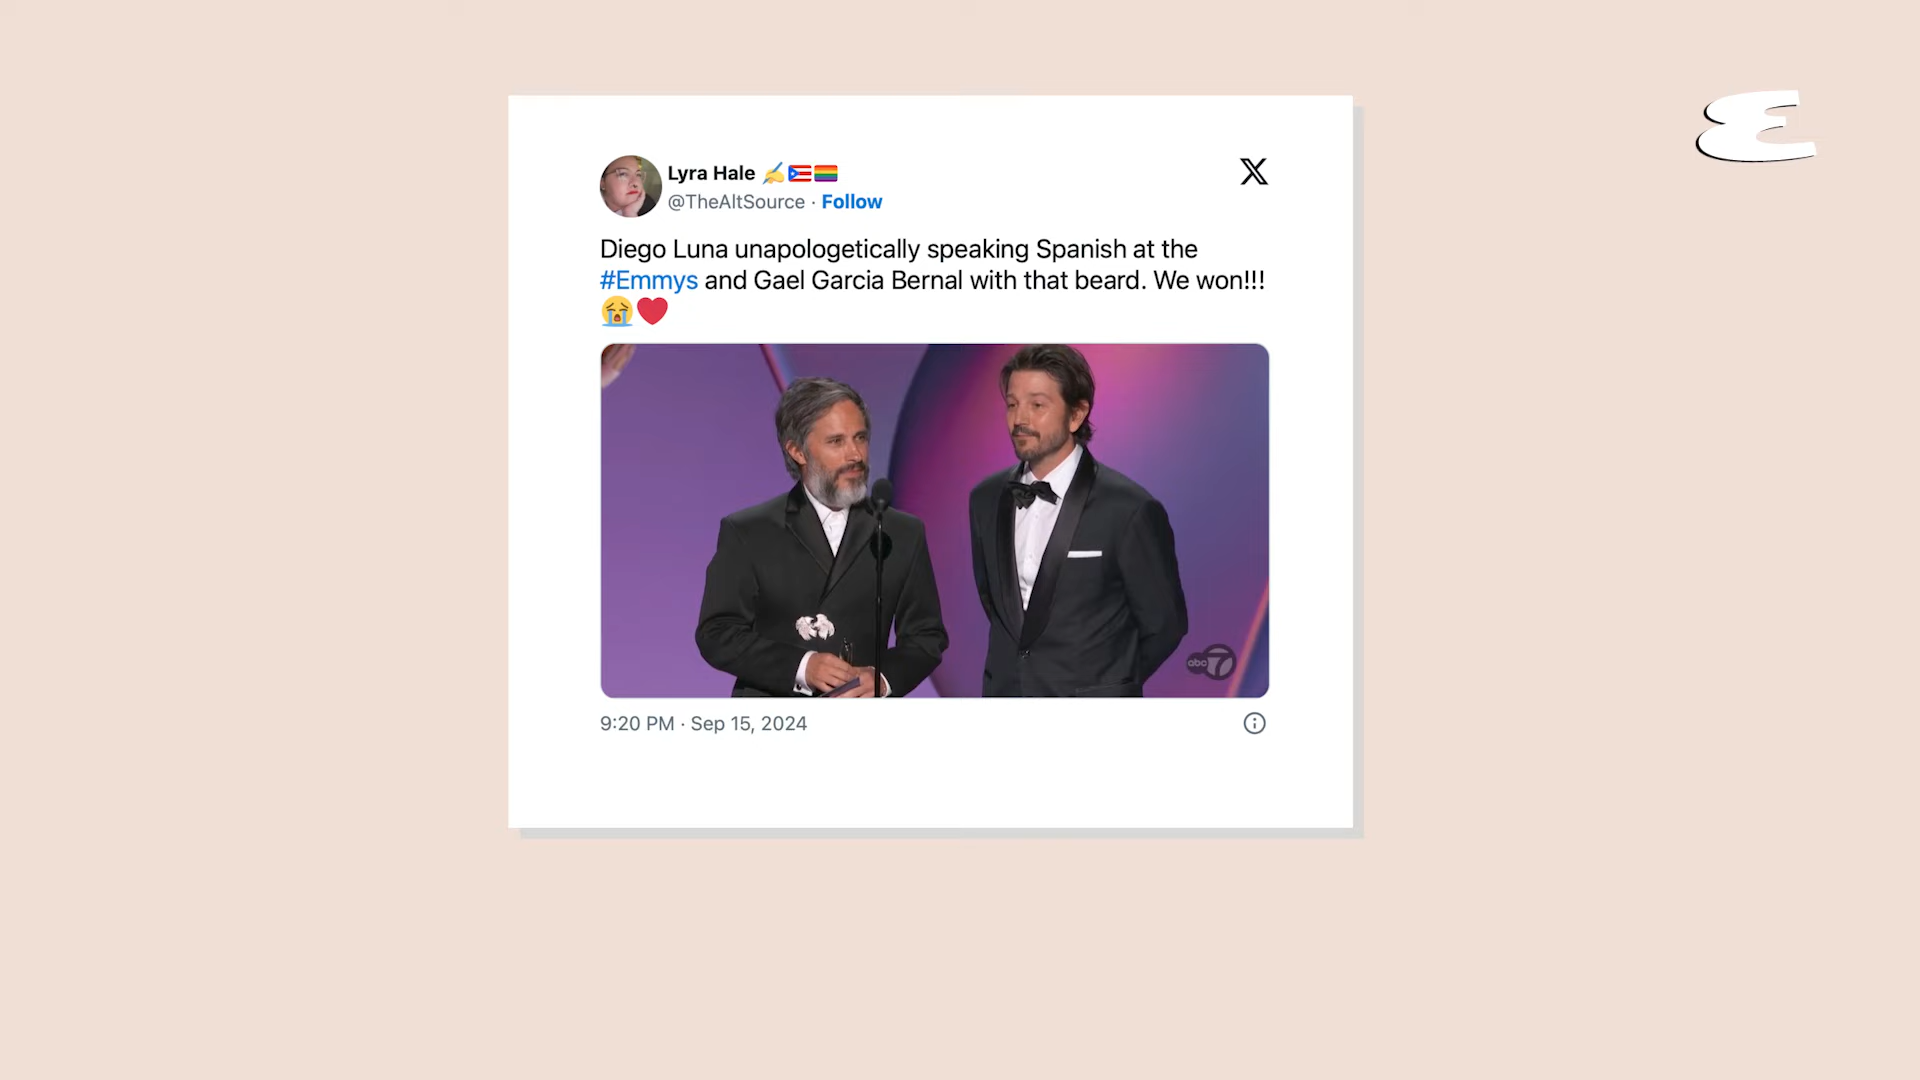 Lyra Hale ✍️🇵🇷🏳️‍🌈
@TheAltSource · Follow
Diego Luna unapologetically speaking Spanish at the
#Emmys and Gael Garcia Bernal with that beard. We won!!!
😭❤️
abc7
9:20 PM · Sep 15, 2024
E